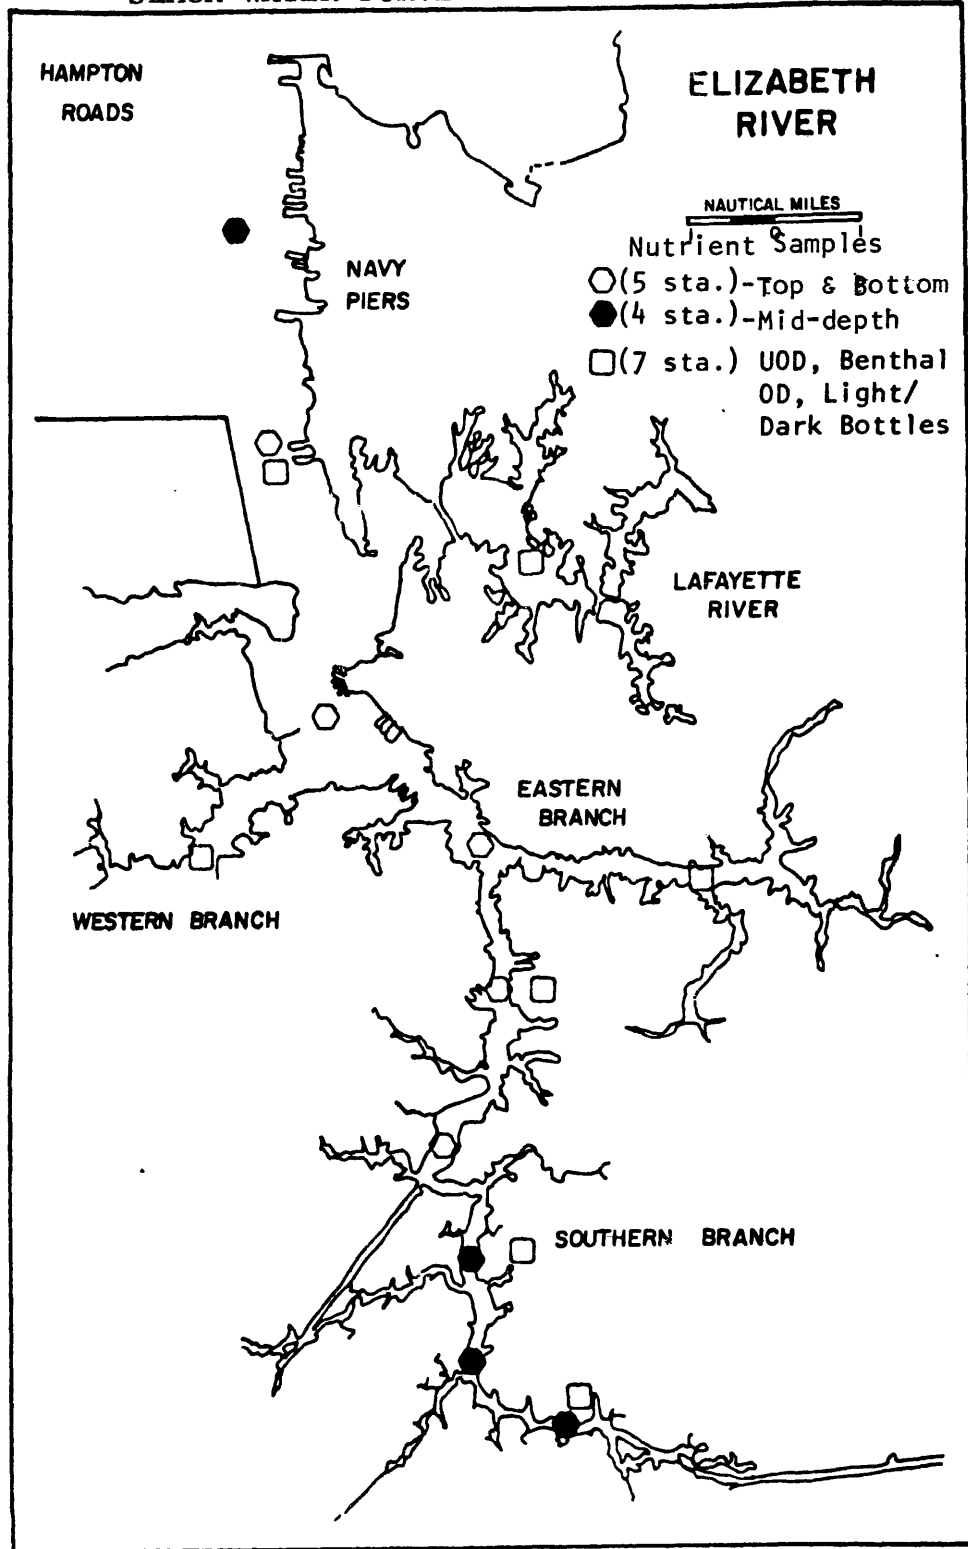 HAMPTON
ROADS
ELIZABETH
RIVER
NAUTICAL MILES
Nutrient Samples
(5 sta.)-Top & Bottom
(4 sta.)-Mid-depth
(7 sta.) UOD, Benthal
OD, Light/
Dark Bottles
NAVY
PIERS
LAFAYETTE
RIVER
EASTERN
BRANCH
WESTERN BRANCH
SOUTHERN BRANCH